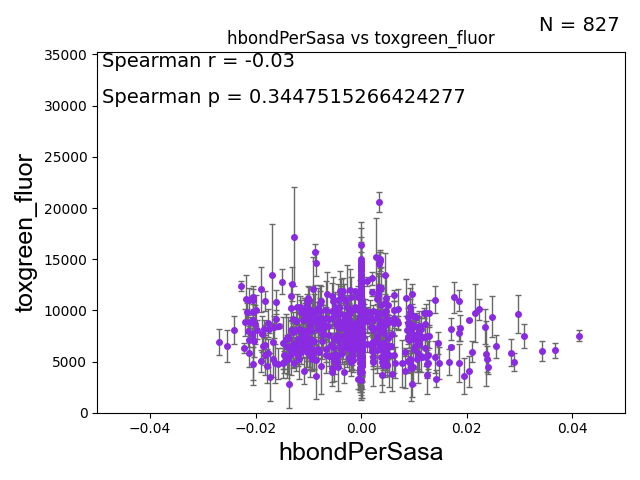 N = 827
hbondPerSasa vs toxgreen_fluor
Spearman r = -0.03
Spearman p = 0.3447515266424277
toxgreen_fluor
35000
30000
25000
20000
15000
10000
5000
0
−0.04
−0.02
0.00
0.02
0.04
hbondPerSasa